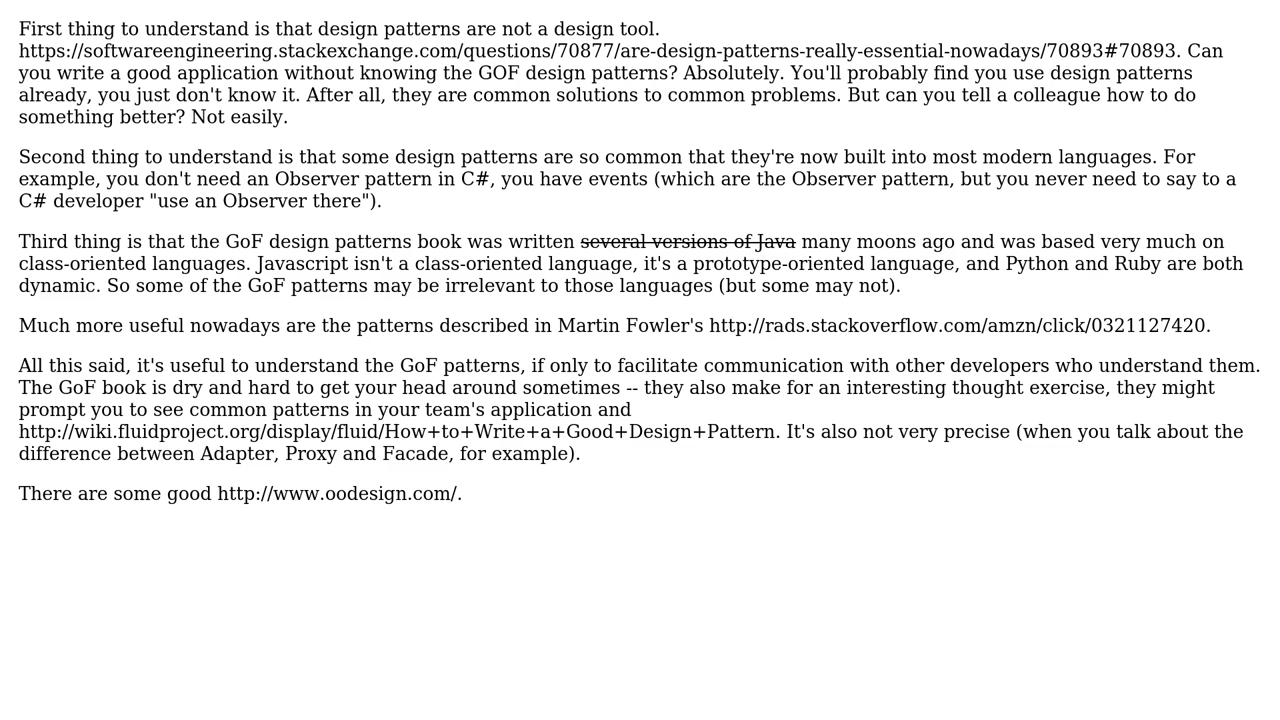 First thing to understand is that design patterns are not a design tool.
https://softwareengineering.stackexchange.com/questions/70877/are-design-patterns-really-essential-nowadays/70893#70893. Can
you write a good application without knowing the GOF design patterns? Absolutely. You'll probably find you use design patterns
already, you just don't know it. After all, they are common solutions to common problems. But can you tell a colleague how to do
something better? Not easily.
Second thing to understand is that some design patterns are so common that they're now built into most modern languages. For
example, you don't need an Observer pattern in C#, you have events (which are the Observer pattern, but you never need to say to a
C# developer "use an Observer there").
Third thing is that the GoF design patterns book was written several versions of Java many moons ago and was based very much on
class-oriented languages. Javascript isn't a class-oriented language, it's a prototype-oriented language, and Python and Ruby are both
dynamic. So some of the GoF patterns may be irrelevant to those languages (but some may not).
Much more useful nowadays are the patterns described in Martin Fowler's http://rads.stackoverflow.com/amzn/click/0321127420.
All this said, it's useful to understand the GoF patterns, if only to facilitate communication with other developers who understand them.
The GoF book is dry and hard to get your head around sometimes -- they also make for an interesting thought exercise, they might
prompt you to see common patterns in your team's application and
http://wiki.fluidproject.org/display/fluid/How+to+Write+a+Good+Design+Pattern. It's also not very precise (when you talk about the
difference between Adapter, Proxy and Facade, for example).
There are some good http://www.oodesign.com/.